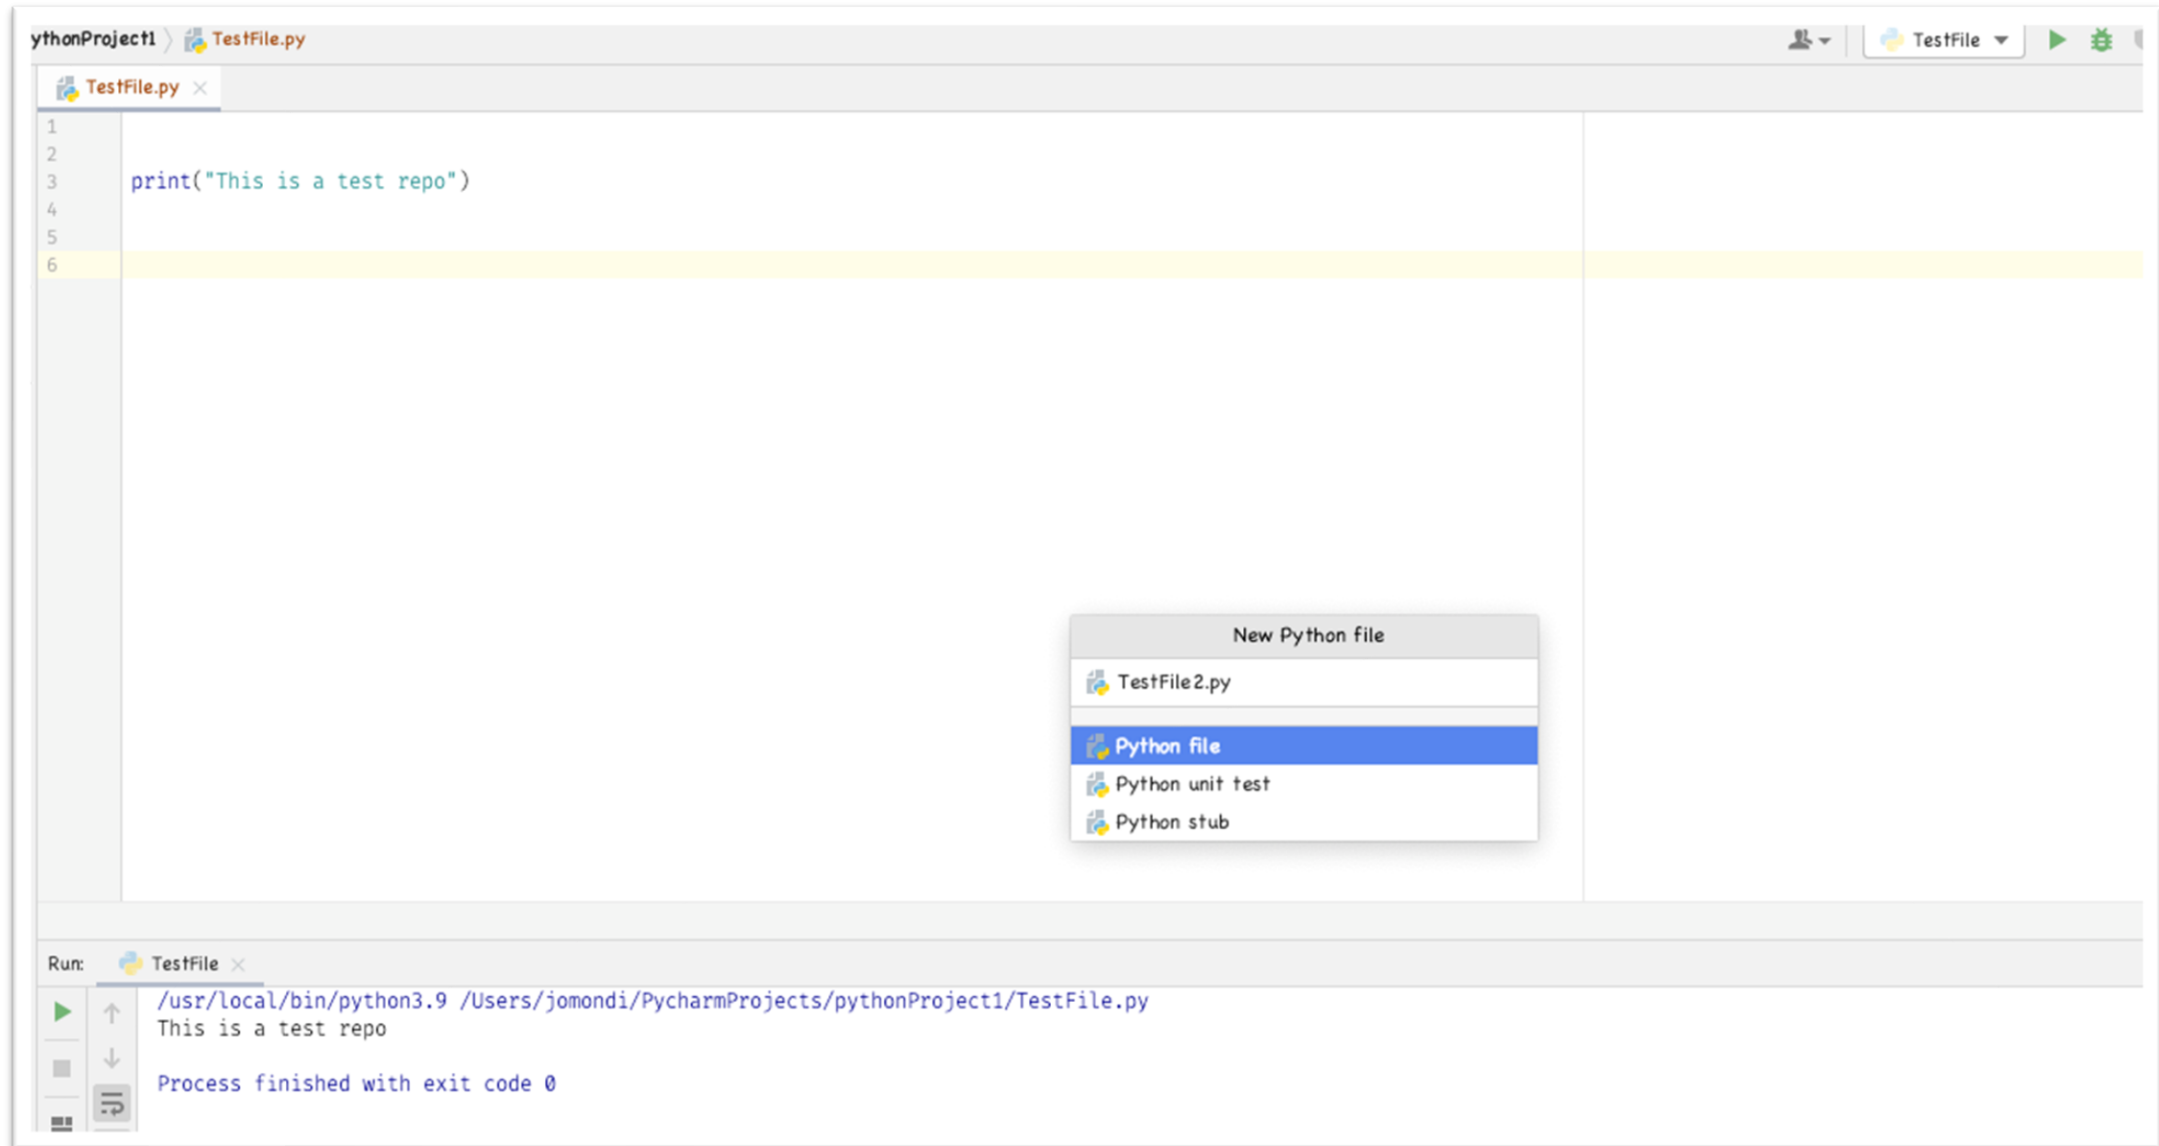 ythonProject1 TestFile.py TestFile
TestFile.py
1
2
3 print("This is a test repo")
4
5
6
New Python file
TestFile2.py
Python file
Python unit test
Python stub
Run: TestFile
/usr/local/bin/python3.9 /Users/jomondi/PycharmProjects/pythonProject1/TestFile.py
This is a test repo
Process finished with exit code 0